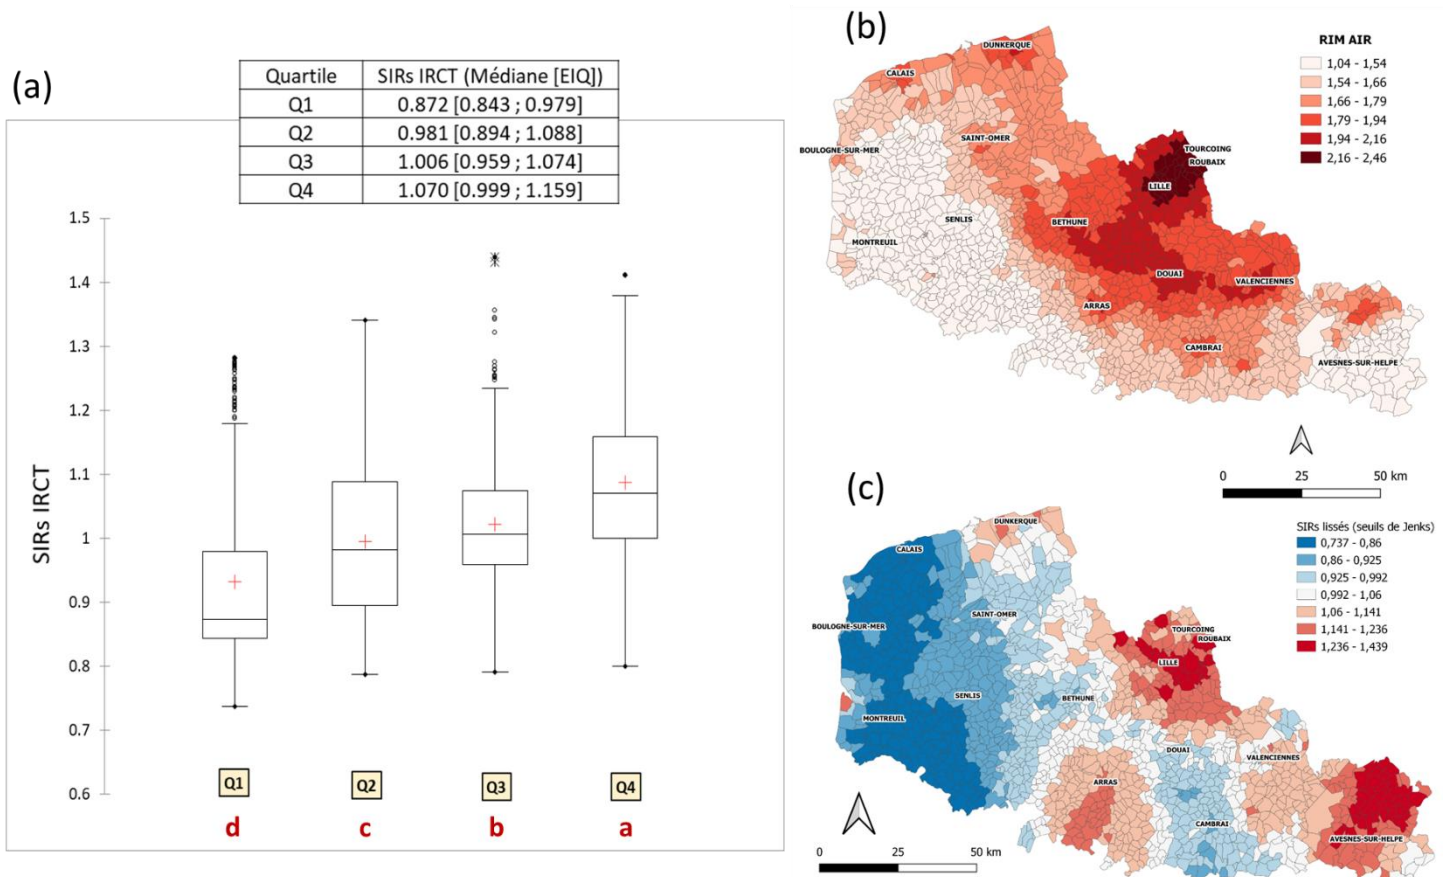 (a)
Quartile SIRs IRCT (Médiane [EIQ])
Q1 0.872 [0.843 ; 0.979]
Q2 0.981 [0.894 ; 1.088]
Q3 1.006 [0.959 ; 1.074]
Q4 1.070 [0.999 ; 1.159]
SIRs IRCT
1.5
1.4
1.3
1.2
1.1
1
0.9
0.8
0.7
0.6
Q1 Q2 Q3 Q4
d c b a
(b)
RIM AIR
1,04 - 1,54
1,54 - 1,66
1,66 - 1,79
1,79 - 1,94
1,94 - 2,16
2,16 - 2,46
DUNKERQUE
CALAIS
SAINT-OMER
BOULOGNE-SUR-MER
TOURCOING
ROUBAIX
LILLE
SENLIS
BETHUNE
MONTREUIL
DOUAI
VALENCIENNES
ARRAS
CAMBRAI
AVESNES-SUR-HELPE
0 25 50 km
(c)
SIRs lissés (seuils de Jenks)
0,737 - 0,86
0,86 - 0,925
0,925 - 0,992
0,992 - 1,06
1,06 - 1,141
1,141 - 1,236
1,236 - 1,439
DUNKERQUE
CALAIS
SAINT-OMER
BOULOGNE-SUR-MER
TOURCOING
ROUBAIX
LILLE
SENLIS
BETHUNE
MONTREUIL
DOUAI
VALENCIENNES
ARRAS
CAMBRAI
AVESNES-SUR-HELPE
0 25 50 km